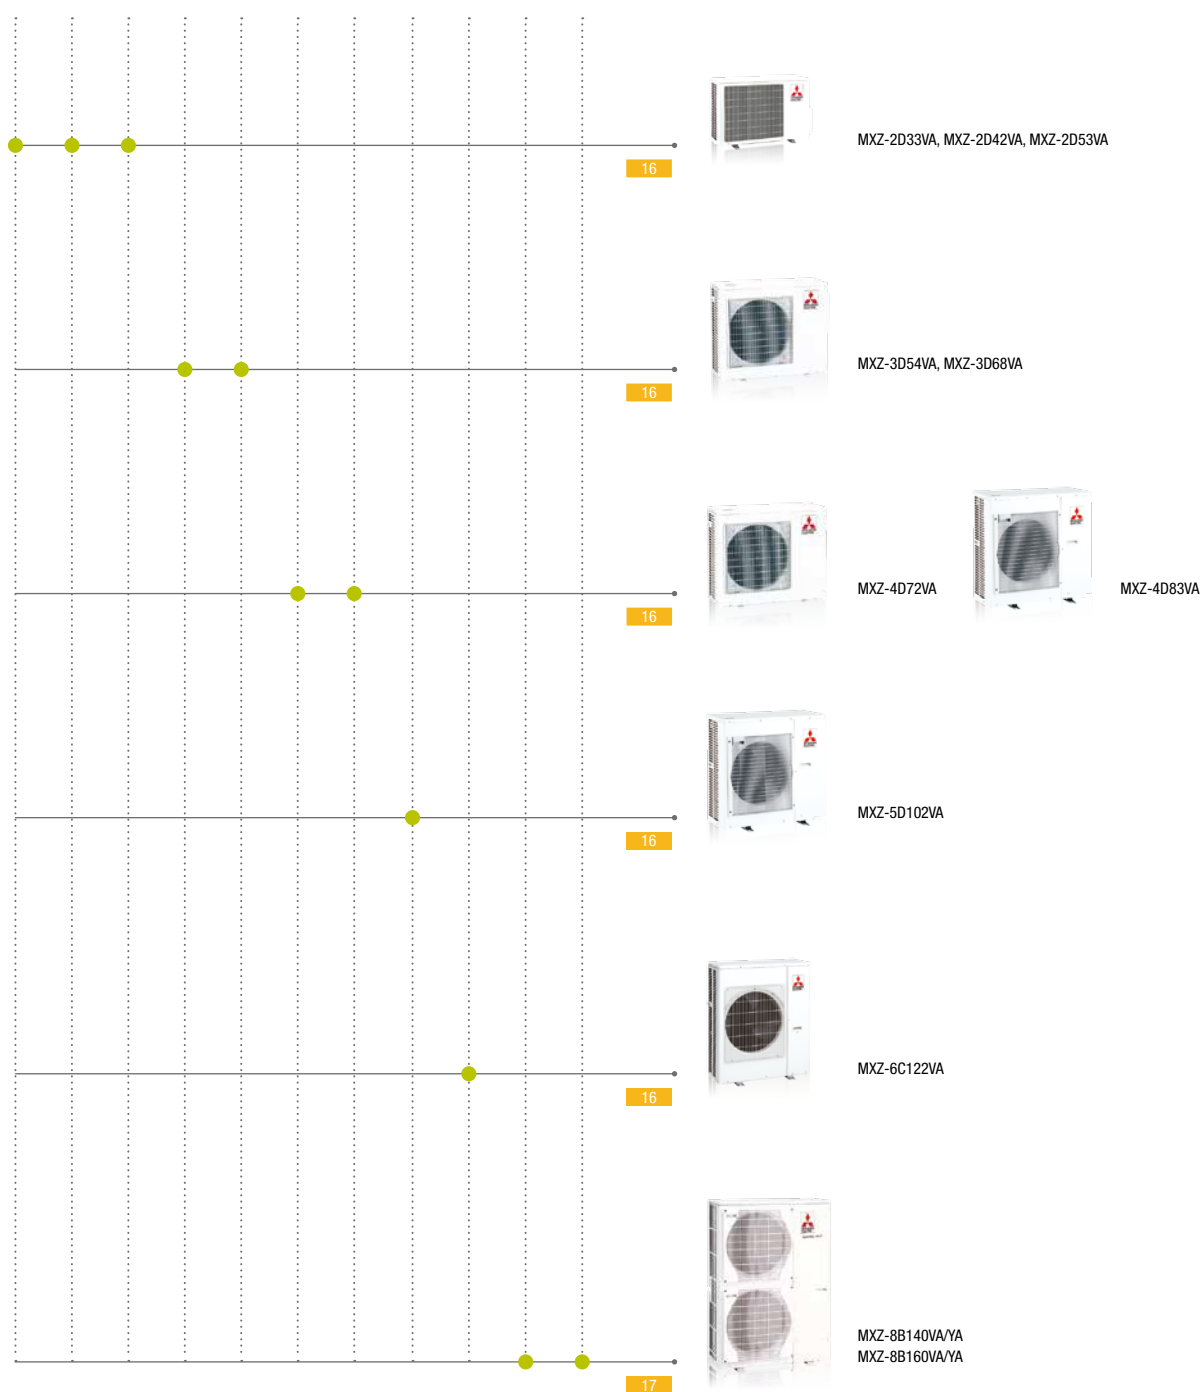 MXZ-2D33VA, MXZ-2D42VA, MXZ-2D53VA
16
MXZ-3D54VA, MXZ-3D68VA
16
MXZ-4D72VA
MXZ-4D83VA
16
MXZ-5D102VA
16
MXZ-6C122VA
16
MXZ-8B140VA/YA
MXZ-8B160VA/YA
17